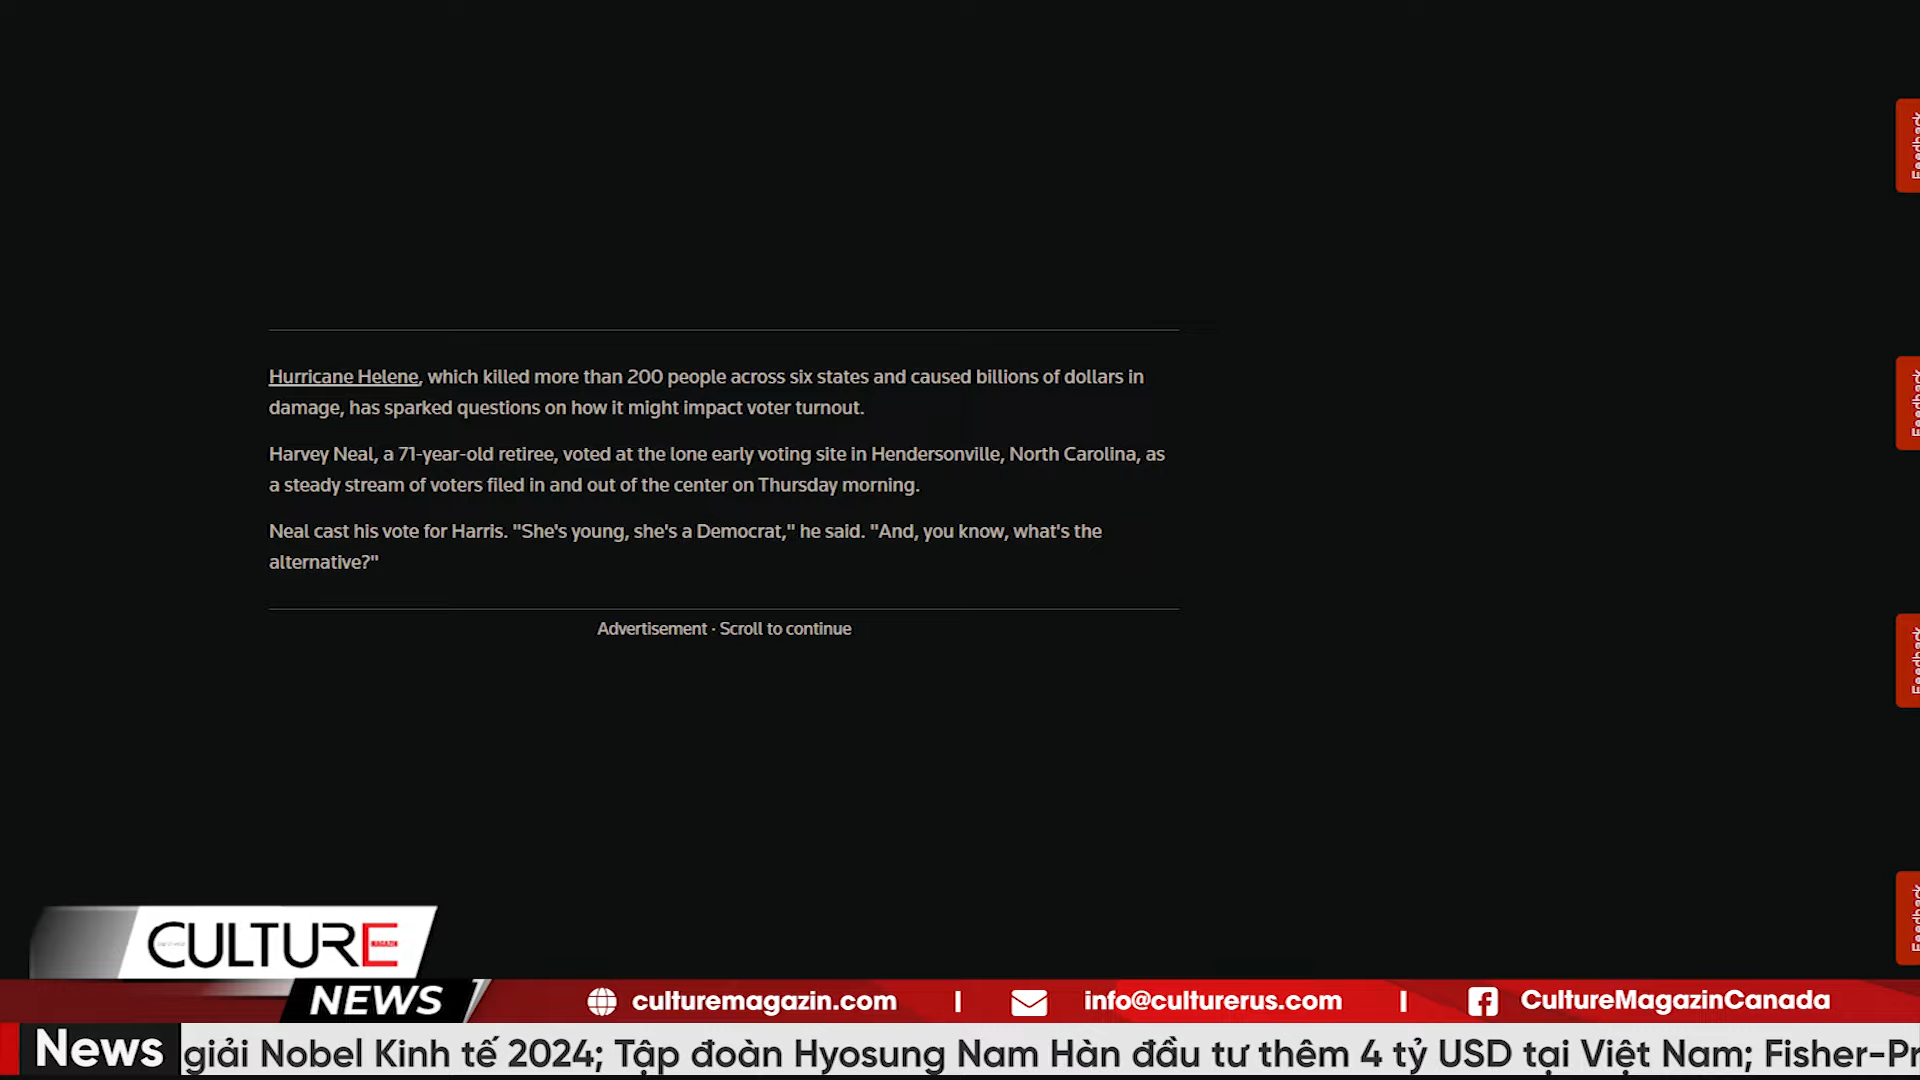 Feedback
Feedback
Feedback
Feedback
Hurricane Helene, which killed more than 200 people across six states and caused billions of dollars in
damage, has sparked questions on how it might impact voter turnout.
Harvey Neal, a 71-year-old retiree, voted at the lone early voting site in Hendersonville, North Carolina, as
a steady stream of voters filed in and out of the center on Thursday morning.
Neal cast his vote for Harris. "She's young, she's a Democrat," he said. "And, you know, what's the
alternative?"
Advertisement · Scroll to continue
CULTURE
MAGAZIN
NEWS
culturemagazin.com | info@culturerus.com | CultureMagazinCanada
News giải Nobel Kinh tế 2024; Tập đoàn Hyosung Nam Hàn đầu tư thêm 4 tỷ USD tại Việt Nam; Fisher-Pr